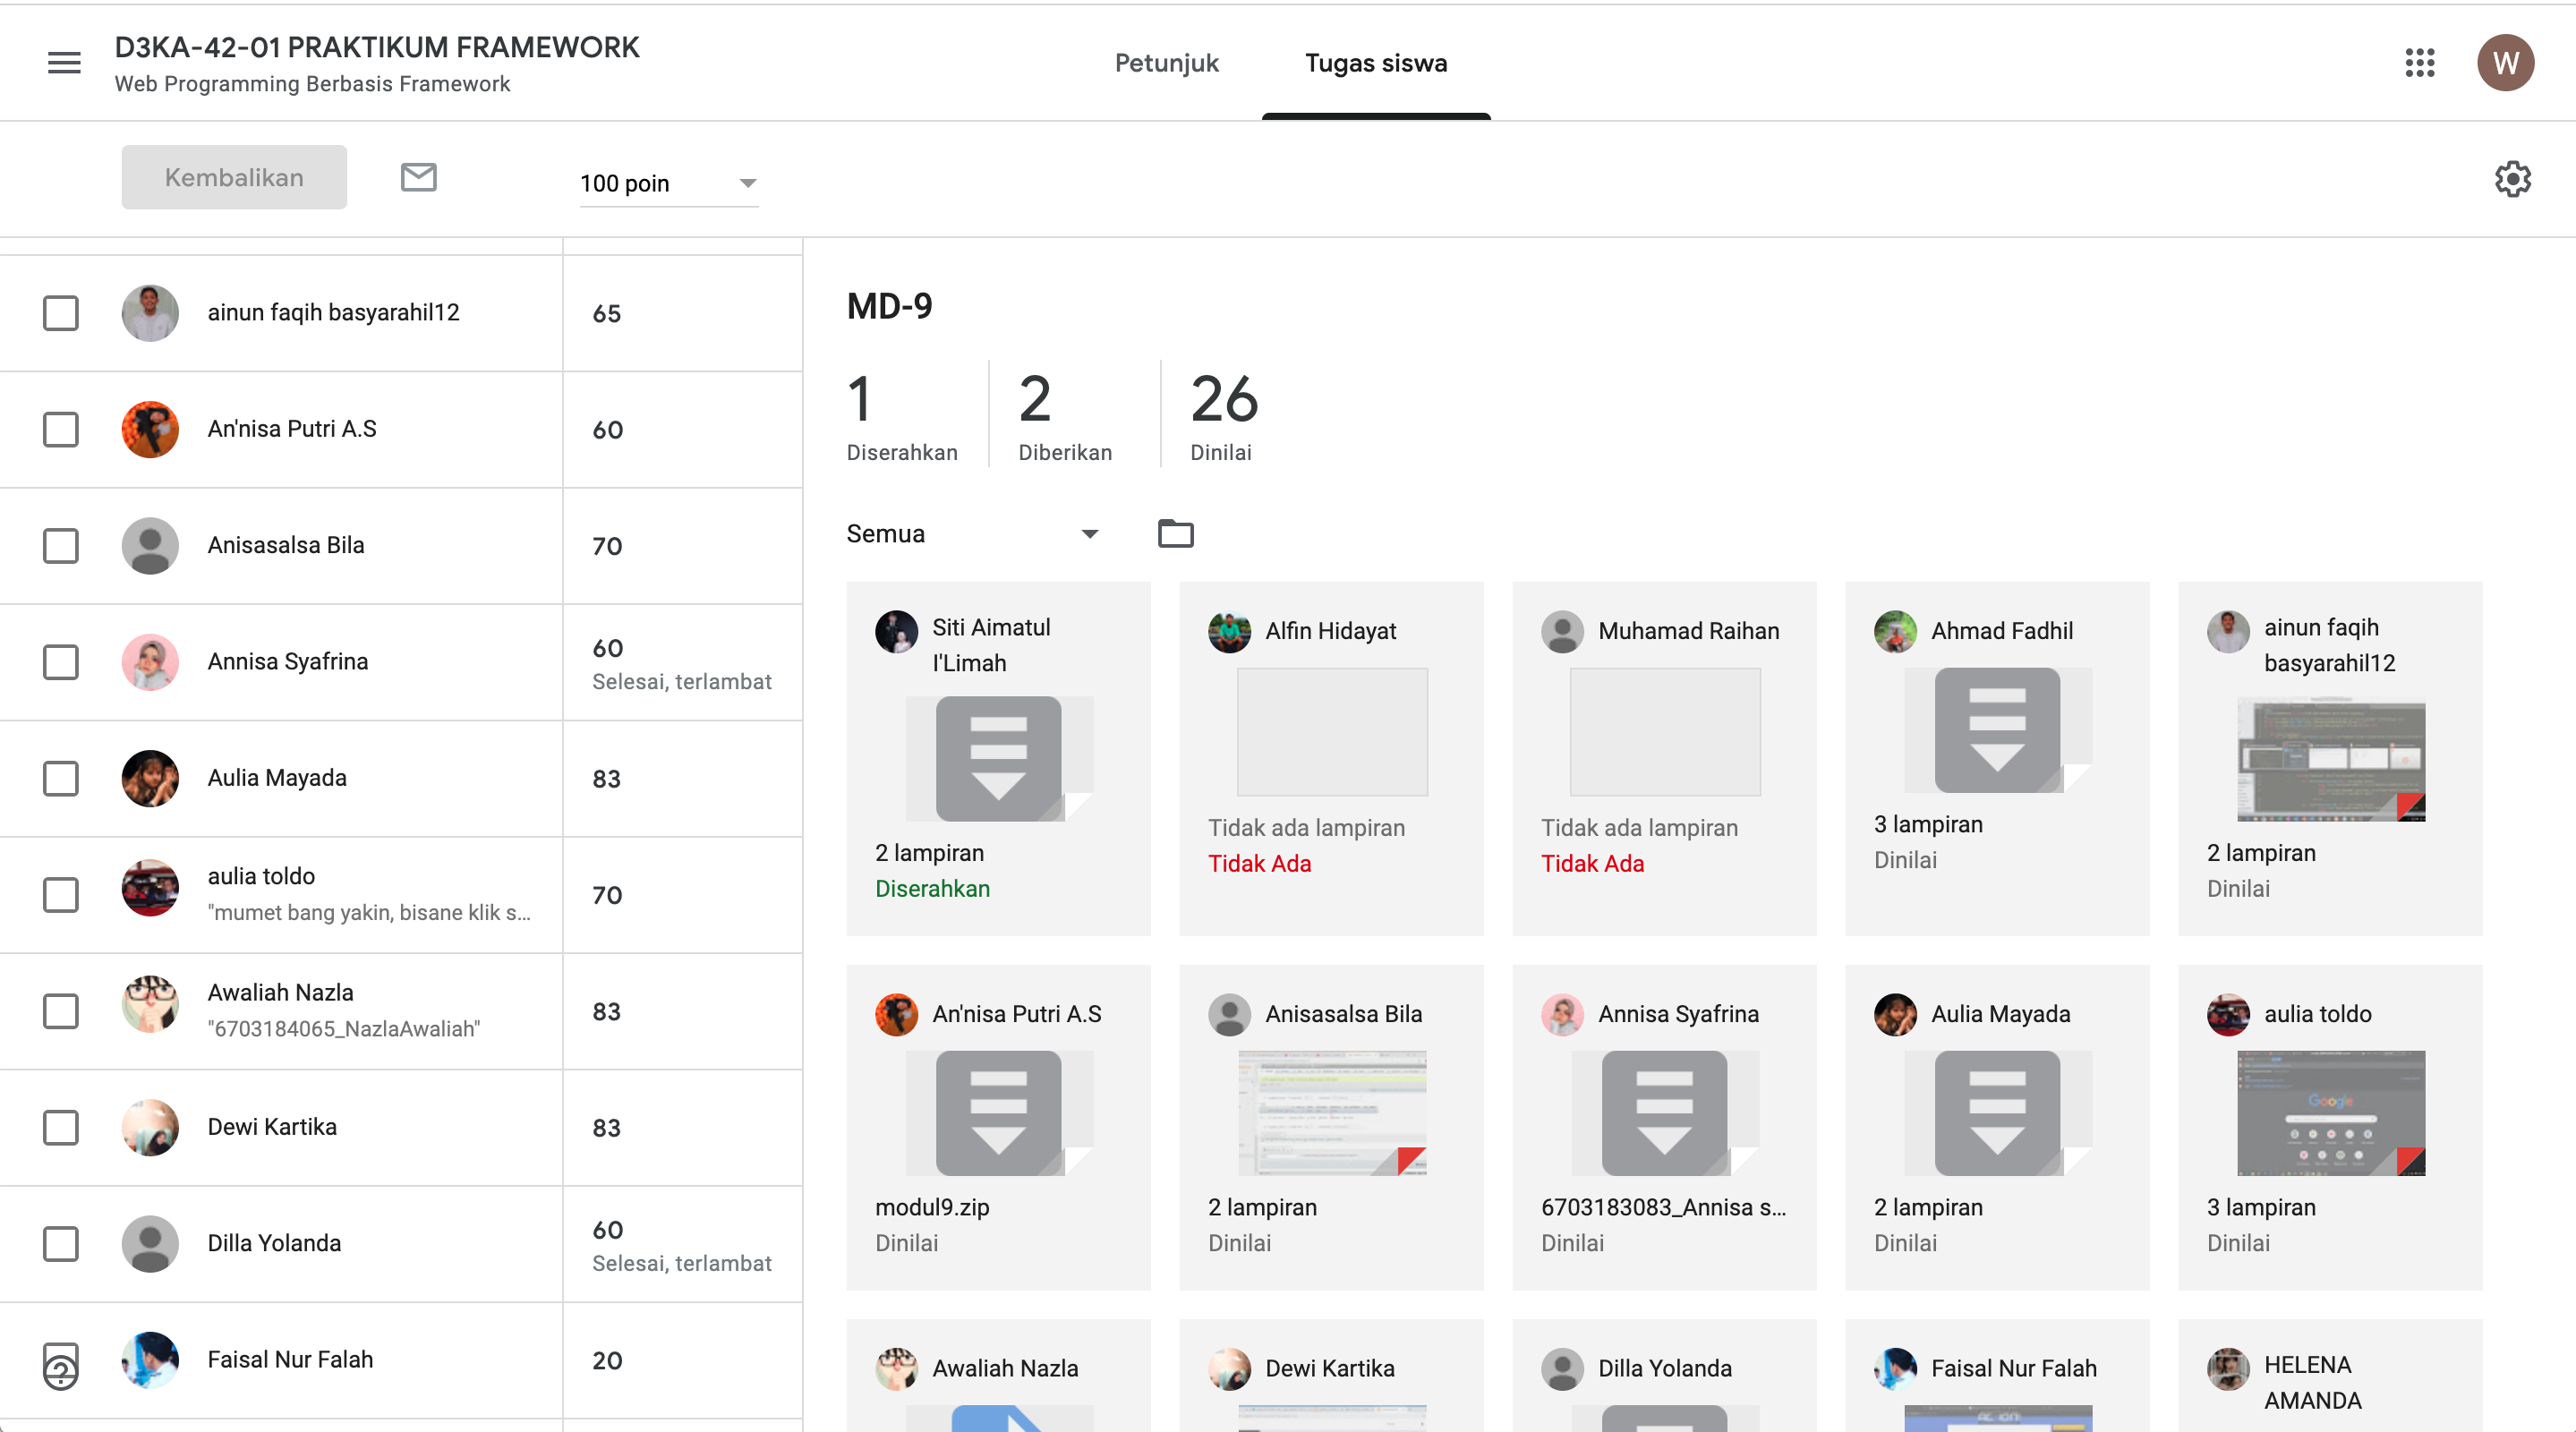 D3KA-42-01 PRAKTIKUM FRAMEWORK
Web Programming Berbasis Framework
Petunjuk
Tugas siswa
W
Kembalikan
100 poin
ainun faqih basyarahil12
65
An'nisa Putri A.S
60
Anisasalsa Bila
70
Annisa Syafrina
60
Selesai, terlambat
Aulia Mayada
83
aulia toldo
"mumet bang yakin, bisane klik s...
70
Awaliah Nazla
"6703184065_NazlaAwaliah"
83
Dewi Kartika
83
Dilla Yolanda
60
Selesai, terlambat
Faisal Nur Falah
20
MD-9
1
Diserahkan
2
Diberikan
26
Dinilai
Semua
Siti Aimatul
I'Limah
2 lampiran
Diserahkan
Alfin Hidayat
Tidak ada lampiran
Tidak Ada
Muhamad Raihan
Tidak ada lampiran
Tidak Ada
Ahmad Fadhil
3 lampiran
Dinilai
ainun faqih
basyarahil12
2 lampiran
Dinilai
An'nisa Putri A.S
modul9.zip
Dinilai
Anisasalsa Bila
2 lampiran
Dinilai
Annisa Syafrina
6703183083_Annisa s...
Dinilai
Aulia Mayada
2 lampiran
Dinilai
aulia toldo
Google
3 lampiran
Dinilai
Awaliah Nazla
Dewi Kartika
Dilla Yolanda
Faisal Nur Falah
HELENA
AMANDA